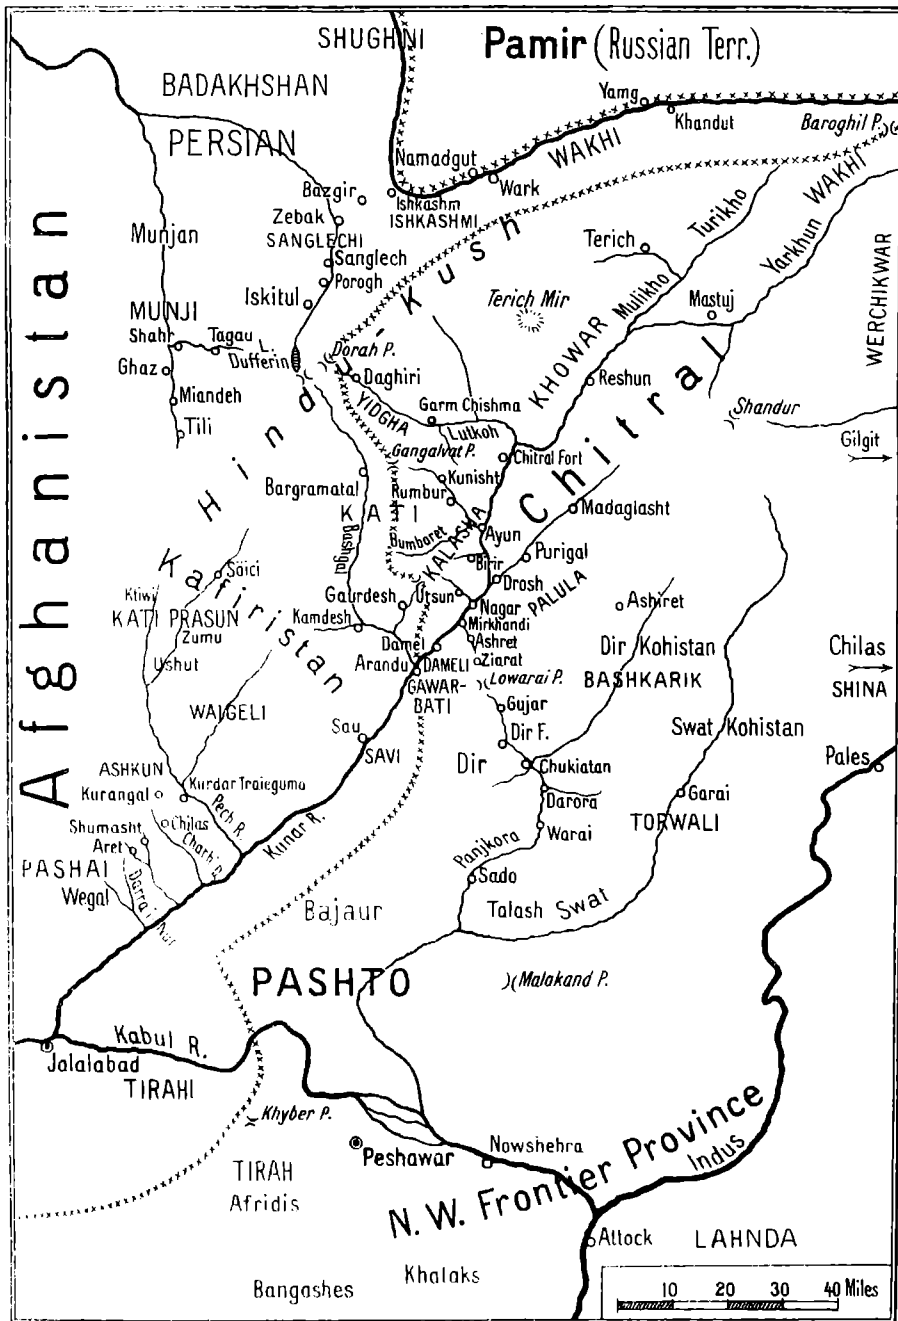 SHUGHNI
Pamir (Russian Terr.)
BADAKHSHAN
PERSIAN
Yamg
Khandut
Baroghil P.
Namadgut
WAKHI
Wark
Bazgir
Ishkashm
ISHKASHMI
Zebak
SANGLECHI
Sanglech
Porogh
Iskitul
Munjan
MUNJI
Shahr
Tagau
L.
Dufferin
Ghaz
Miandeh
Tili
Afghanistan
Hindu-Kush
Terich
Turikho
WAKHI
Yarkhun
Terich Mir
Mulikho
Mastuj
WERCHIKWAR
KHOWAR
Dorah P.
Daghiri
YIDGHA
Garm Chishma
Lutkoh
Reshun
Shandur
Gilgit
Chitral
Gangalvat P.
Chitral Fort
Bargramatal
Kunisht
Rumbur
KATI
Bashgal
Bumboret
KALASHA
Ayun
Madaglasht
Birir
Purigal
Kafiristan
Saici
Ktiwi
KATI PRASUN
Zumu
Ushut
Gaurdesh
Utsun
Drosh
PALULA
Nagar
Ashiret
Kamdesh
Mirkhandi
Damel
Ashret
Dir Kohistan
Chilas
Arandu
DAMELI
Ziarat
GAWAR-
BATI
Lowarai P.
BASHKARIK
SHINA
WAIGELI
Gujar
Sau
SAVI
Dir F.
Swat Kohistan
Dir
Chukiatan
Pales
ASHKUN
Kurangal
Kurdar Traieguma
Pech R.
Kunar R.
Darora
Garai
Chilas
Shumasht
Aret
Warai
TORWALI
PASHAI
Wegal
Darra i Nur
Panjkora
Sado
Talash
Swat
Bajaur
PASHTO
Malakand P.
Kabul R.
Jalalabad
TIRAHI
Khyber P.
Peshawar
Nowshehra
N.W. Frontier Province
Indus
TIRAH
Afridis
Attock
LAHNDA
Bangashes
Khalaks
10 20 30 40 Miles